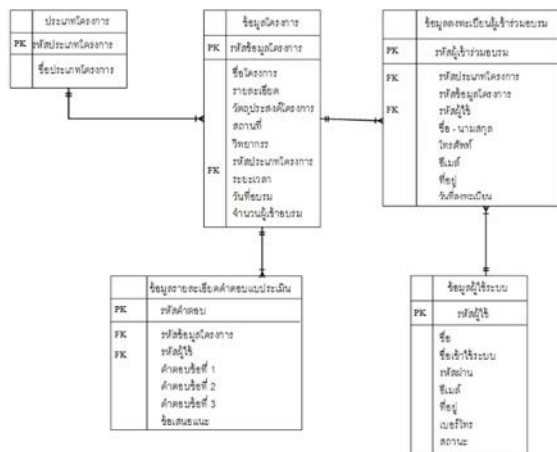 ประเภทโครงการ
PK รหัสประเภทโครงการ
ชื่อประเภทโครงการ
ข้อมูลโครงการ
PK รหัสข้อมูลโครงการ
ชื่อโครงการ
รายละเอียด
วัตถุประสงค์โครงการ
สถานที่
วิทยากร
FK รหัสประเภทโครงการ
ระยะเวลา
วันที่อบรม
จำนวนผู้เข้าอบรม
ข้อมูลลงทะเบียนผู้เข้าร่วมอบรม
PK รหัสผู้เข้าร่วมอบรม
FK รหัสประเภทโครงการ
รหัสข้อมูลโครงการ
FK รหัสผู้ใช้
ชื่อ - นามสกุล
โทรศัพท์
อีเมล์
ที่อยู่
วันที่ลงทะเบียน
ข้อมูลรายละเอียดคำตอบแบบประเมิน
PK รหัสคำตอบ
FK รหัสข้อมูลโครงการ
FK รหัสผู้ใช้
คำตอบข้อที่ 1
คำตอบข้อที่ 2
คำตอบข้อที่ 3
ข้อเสนอแนะ
ข้อมูลผู้ใช้ระบบ
PK รหัสผู้ใช้
ชื่อ
ชื่อเข้าใช้ระบบ
รหัสผ่าน
อีเมล์
ที่อยู่
เบอร์โทร
สถานะ